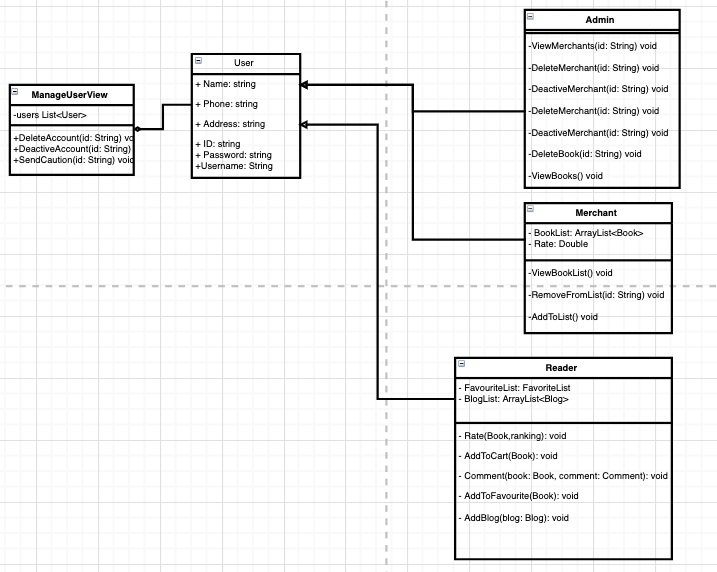 ManageUserView
-users List<User>
+DeleteAccount(id: String) vo
+DeactiveAccount(id: String)
+SendCaution(id: String) void
User
+ Name: string
+ Phone: string
+ Address: string
+ ID: string
+ Password: string
+Username: String
Admin
-ViewMerchants(id: String) void
-DeleteMerchant(id: String) void
-DeactiveMerchant(id: String) void
-DeleteMerchant(id: String) void
-DeactiveMerchant(id: String) void
-DeleteBook(id: String) void
-ViewBooks() void
Merchant
- BookList: ArrayList<Book>
- Rate: Double
-ViewBookList() void
-RemoveFromList(id: String) void
-AddToList() void
Reader
- FavouriteList: FavoriteList
- BlogList: ArrayList<Blog>
- Rate(Book,ranking): void
- AddToCart(Book): void
- Comment(book: Book, comment: Comment): void
- AddToFavourite(Book): void
- AddBlog(blog: Blog): void